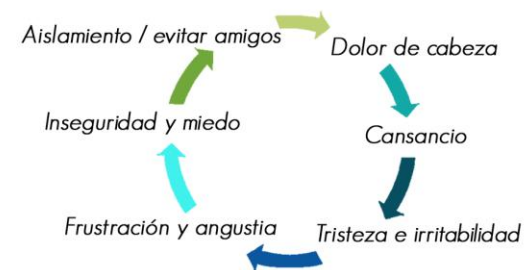 Aislamiento / evitar amigos
Dolor de cabeza
Cansancio
Tristeza e irritabilidad
Frustración y angustia
Inseguridad y miedo